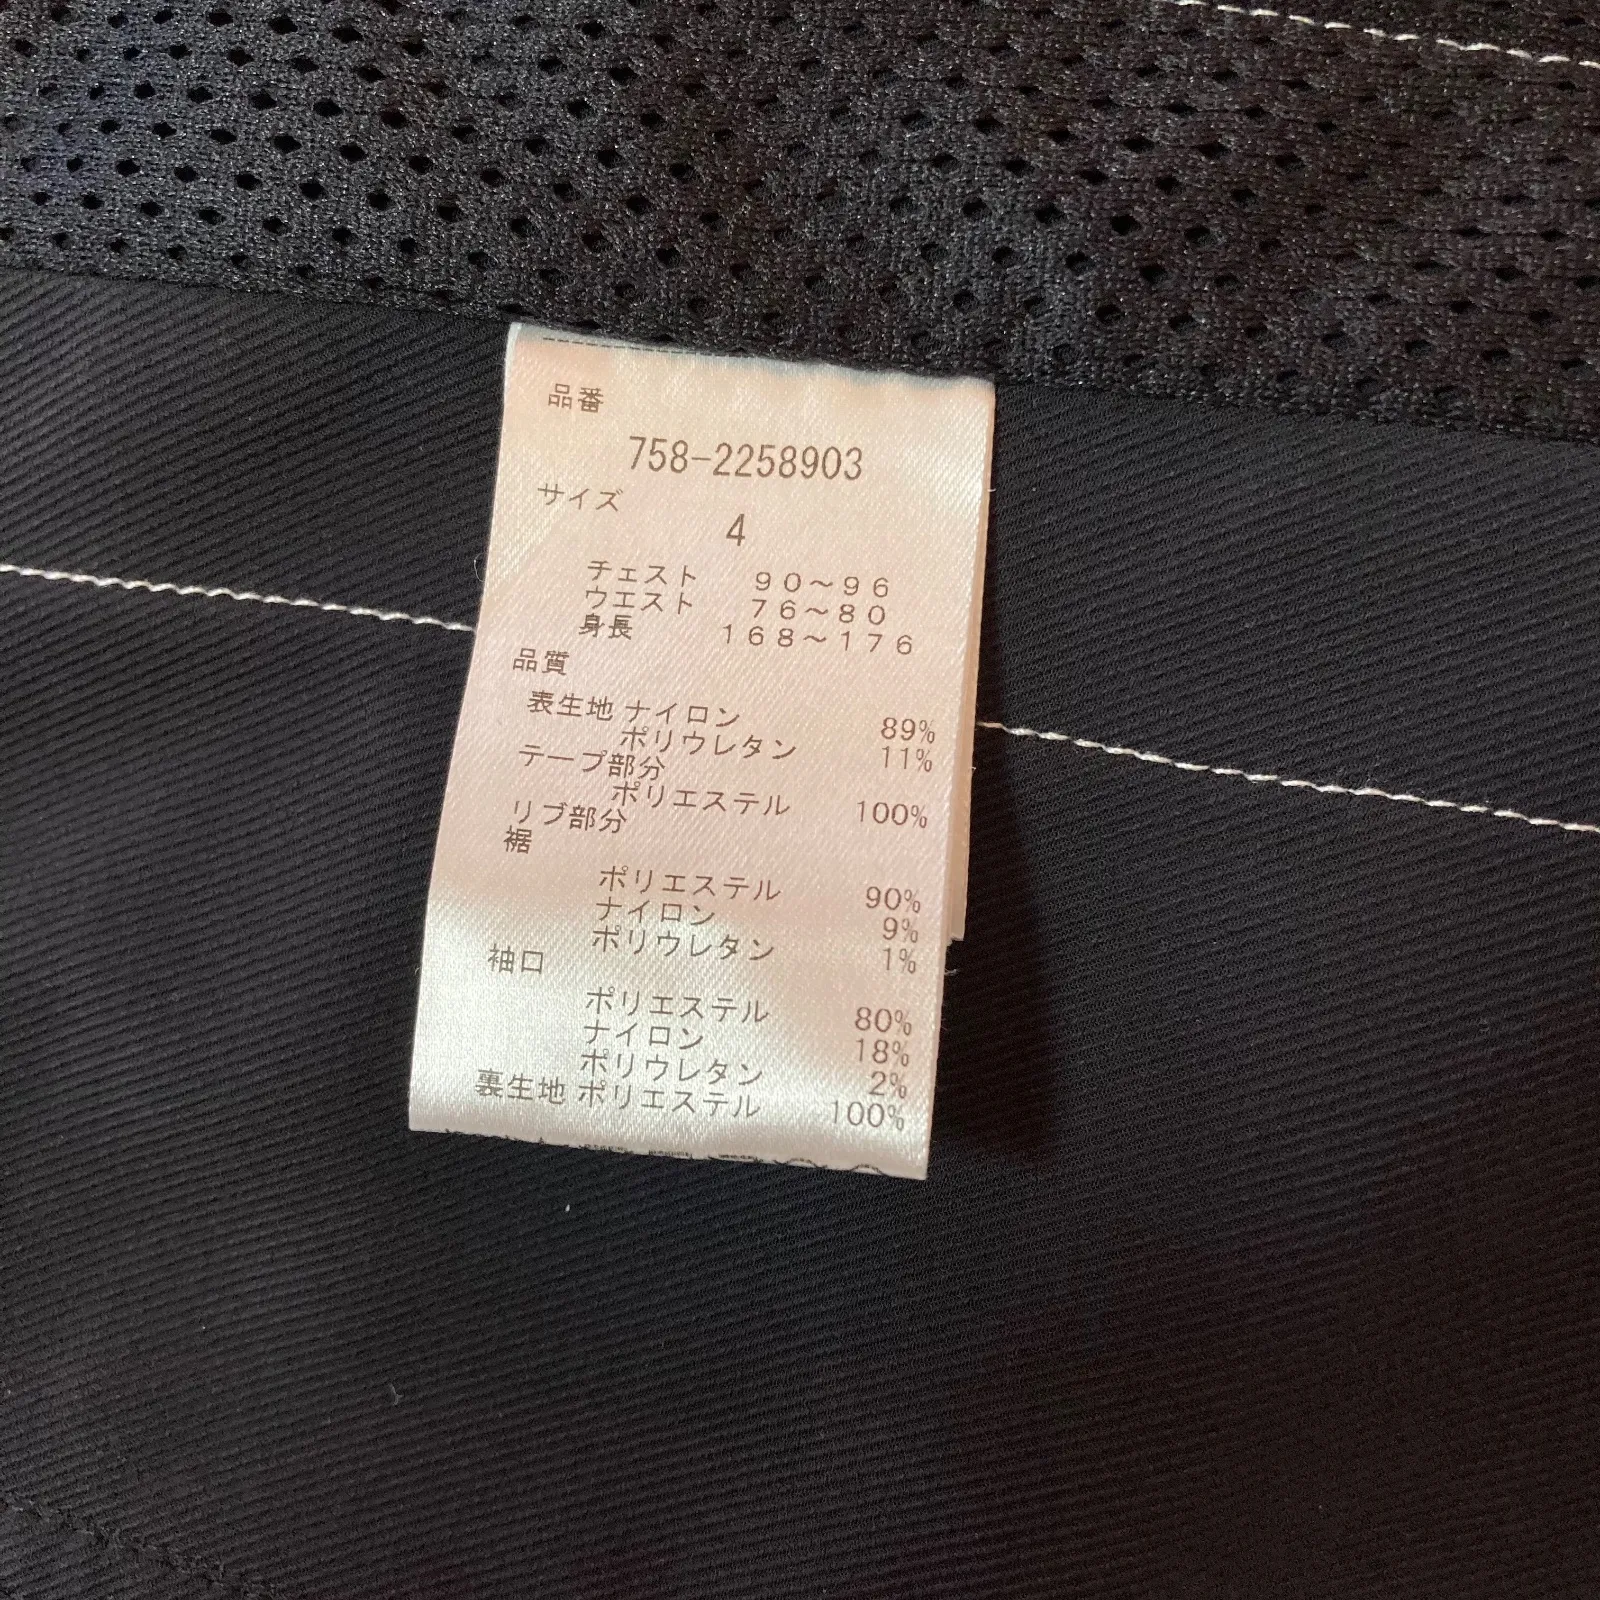 品番
758-2258903
サイズ
4
チェスト 90~96
ウエスト 76~80
身長 168~176
品質
表生地 ナイロン 89%
ポリウレタン 11%
テープ部分
ポリエステル 100%
リブ部分
裾
ポリエステル 90%
ナイロン 9%
ポリウレタン 1%
袖口
ポリエステル 80%
ナイロン 18%
ポリウレタン 2%
裏生地 ポリエステル 100%